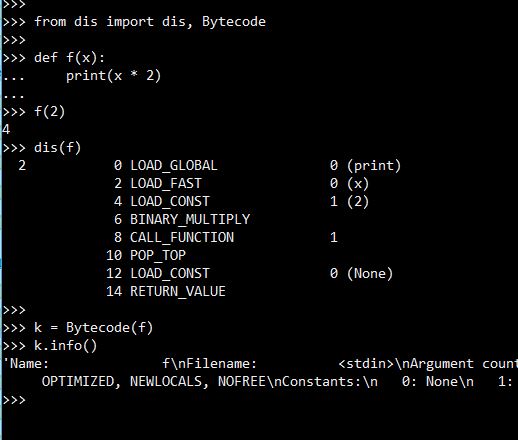 >>>
>>> from dis import dis, Bytecode
>>>
>>> def f(x):
...     print(x * 2)
...
>>> f(2)
4
>>> dis(f)
  2           0 LOAD_GLOBAL              0 (print)
              2 LOAD_FAST                0 (x)
              4 LOAD_CONST               1 (2)
              6 BINARY_MULTIPLY
              8 CALL_FUNCTION            1
             10 POP_TOP
             12 LOAD_CONST               0 (None)
             14 RETURN_VALUE
>>>
>>> k = Bytecode(f)
>>> k.info()
'Name:              f\nFilename:          <stdin>\nArgument count
     OPTIMIZED, NEWLOCALS, NOFREE\nConstants:\n   0: None\n   1:
>>>